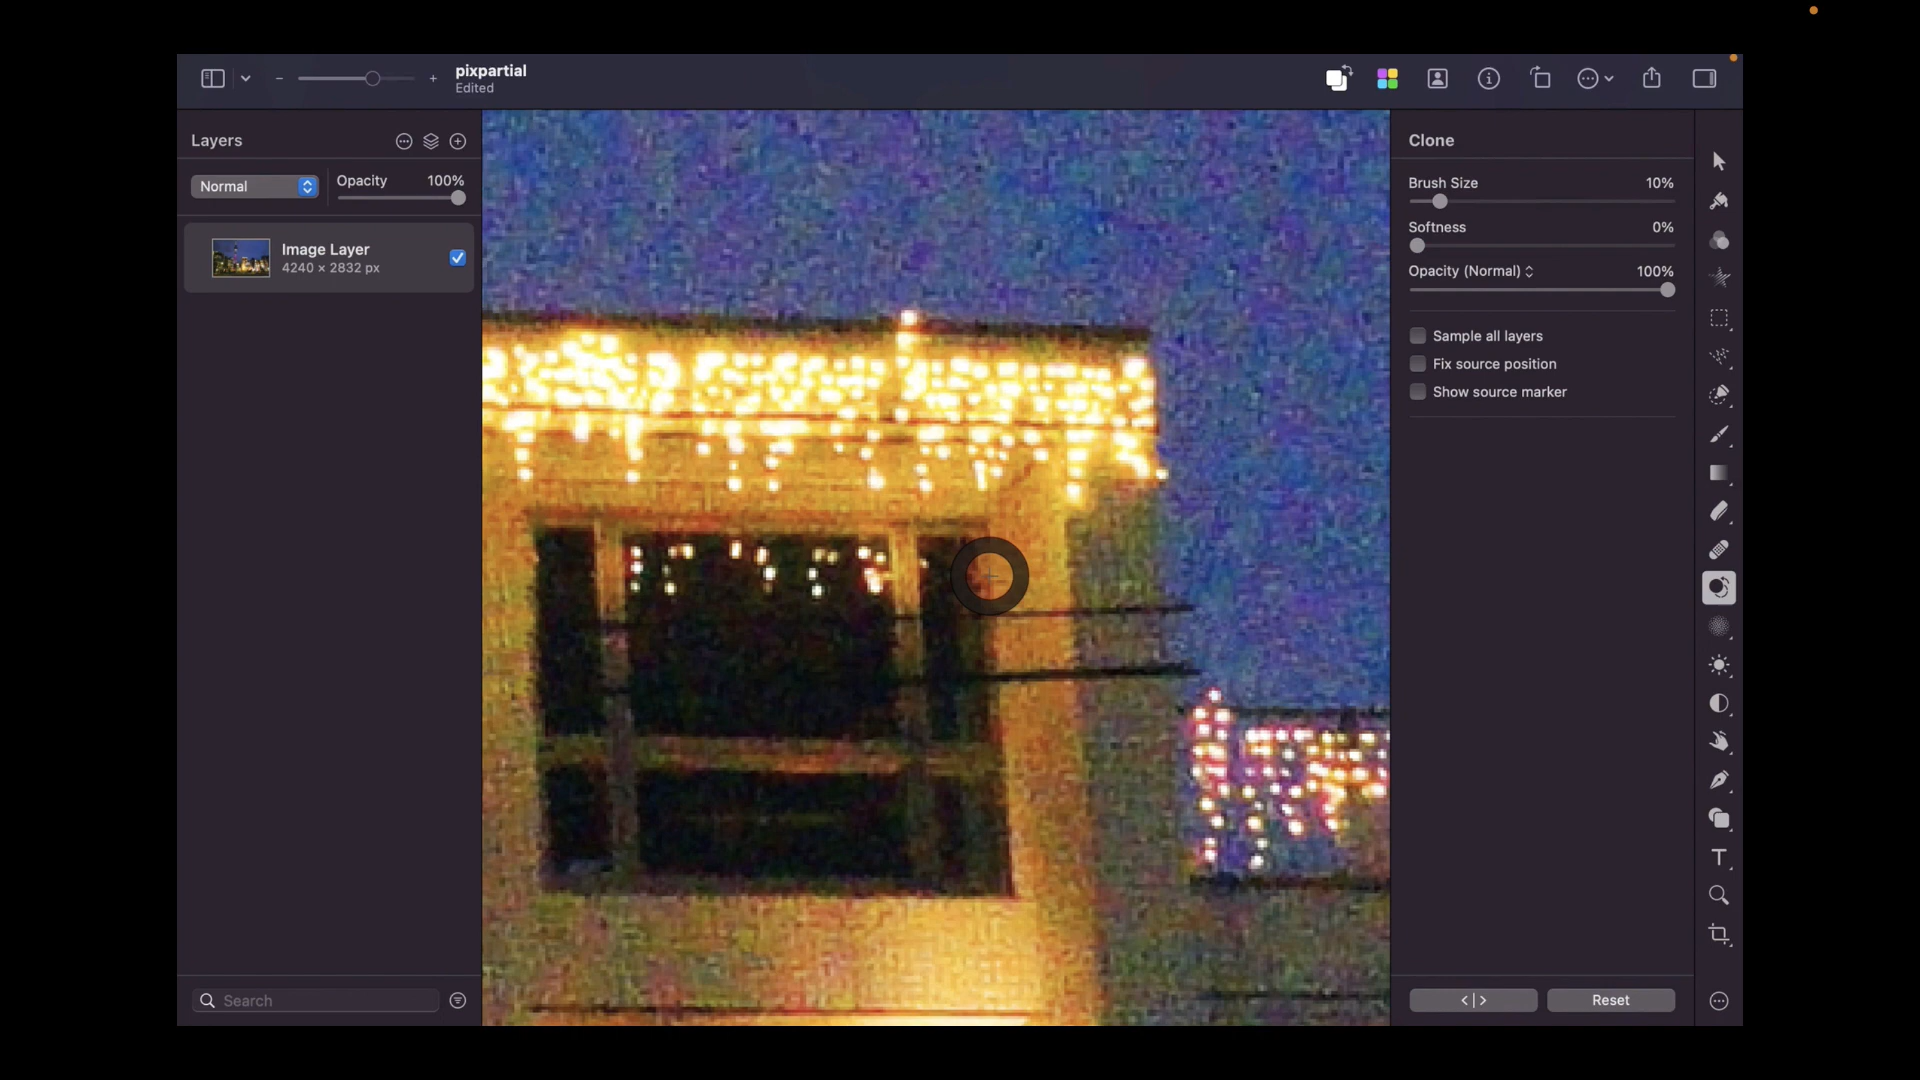 pixpartial
Edited
Layers
Normal
Opacity 100%
Image Layer
4240 × 2832 px
Search
Clone
Brush Size 10%
Softness 0%
Opacity (Normal) 100%
Sample all layers
Fix source position
Show source marker
Reset